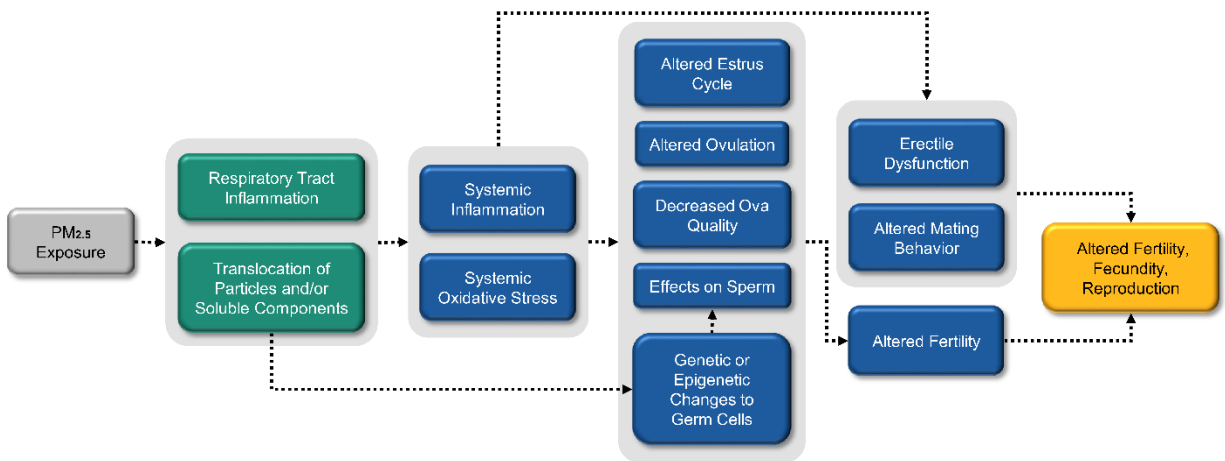 PM2.5
Exposure
Respiratory Tract
Inflammation
Translocation of
Particles and/or
Soluble Components
Systemic
Inflammation
Systemic
Oxidative Stress
Altered Estrus
Cycle
Altered Ovulation
Decreased Ova
Quality
Effects on Sperm
Genetic or
Epigenetic
Changes to
Germ Cells
Erectile
Dysfunction
Altered Mating
Behavior
Altered Fertility
Altered Fertility,
Fecundity,
Reproduction